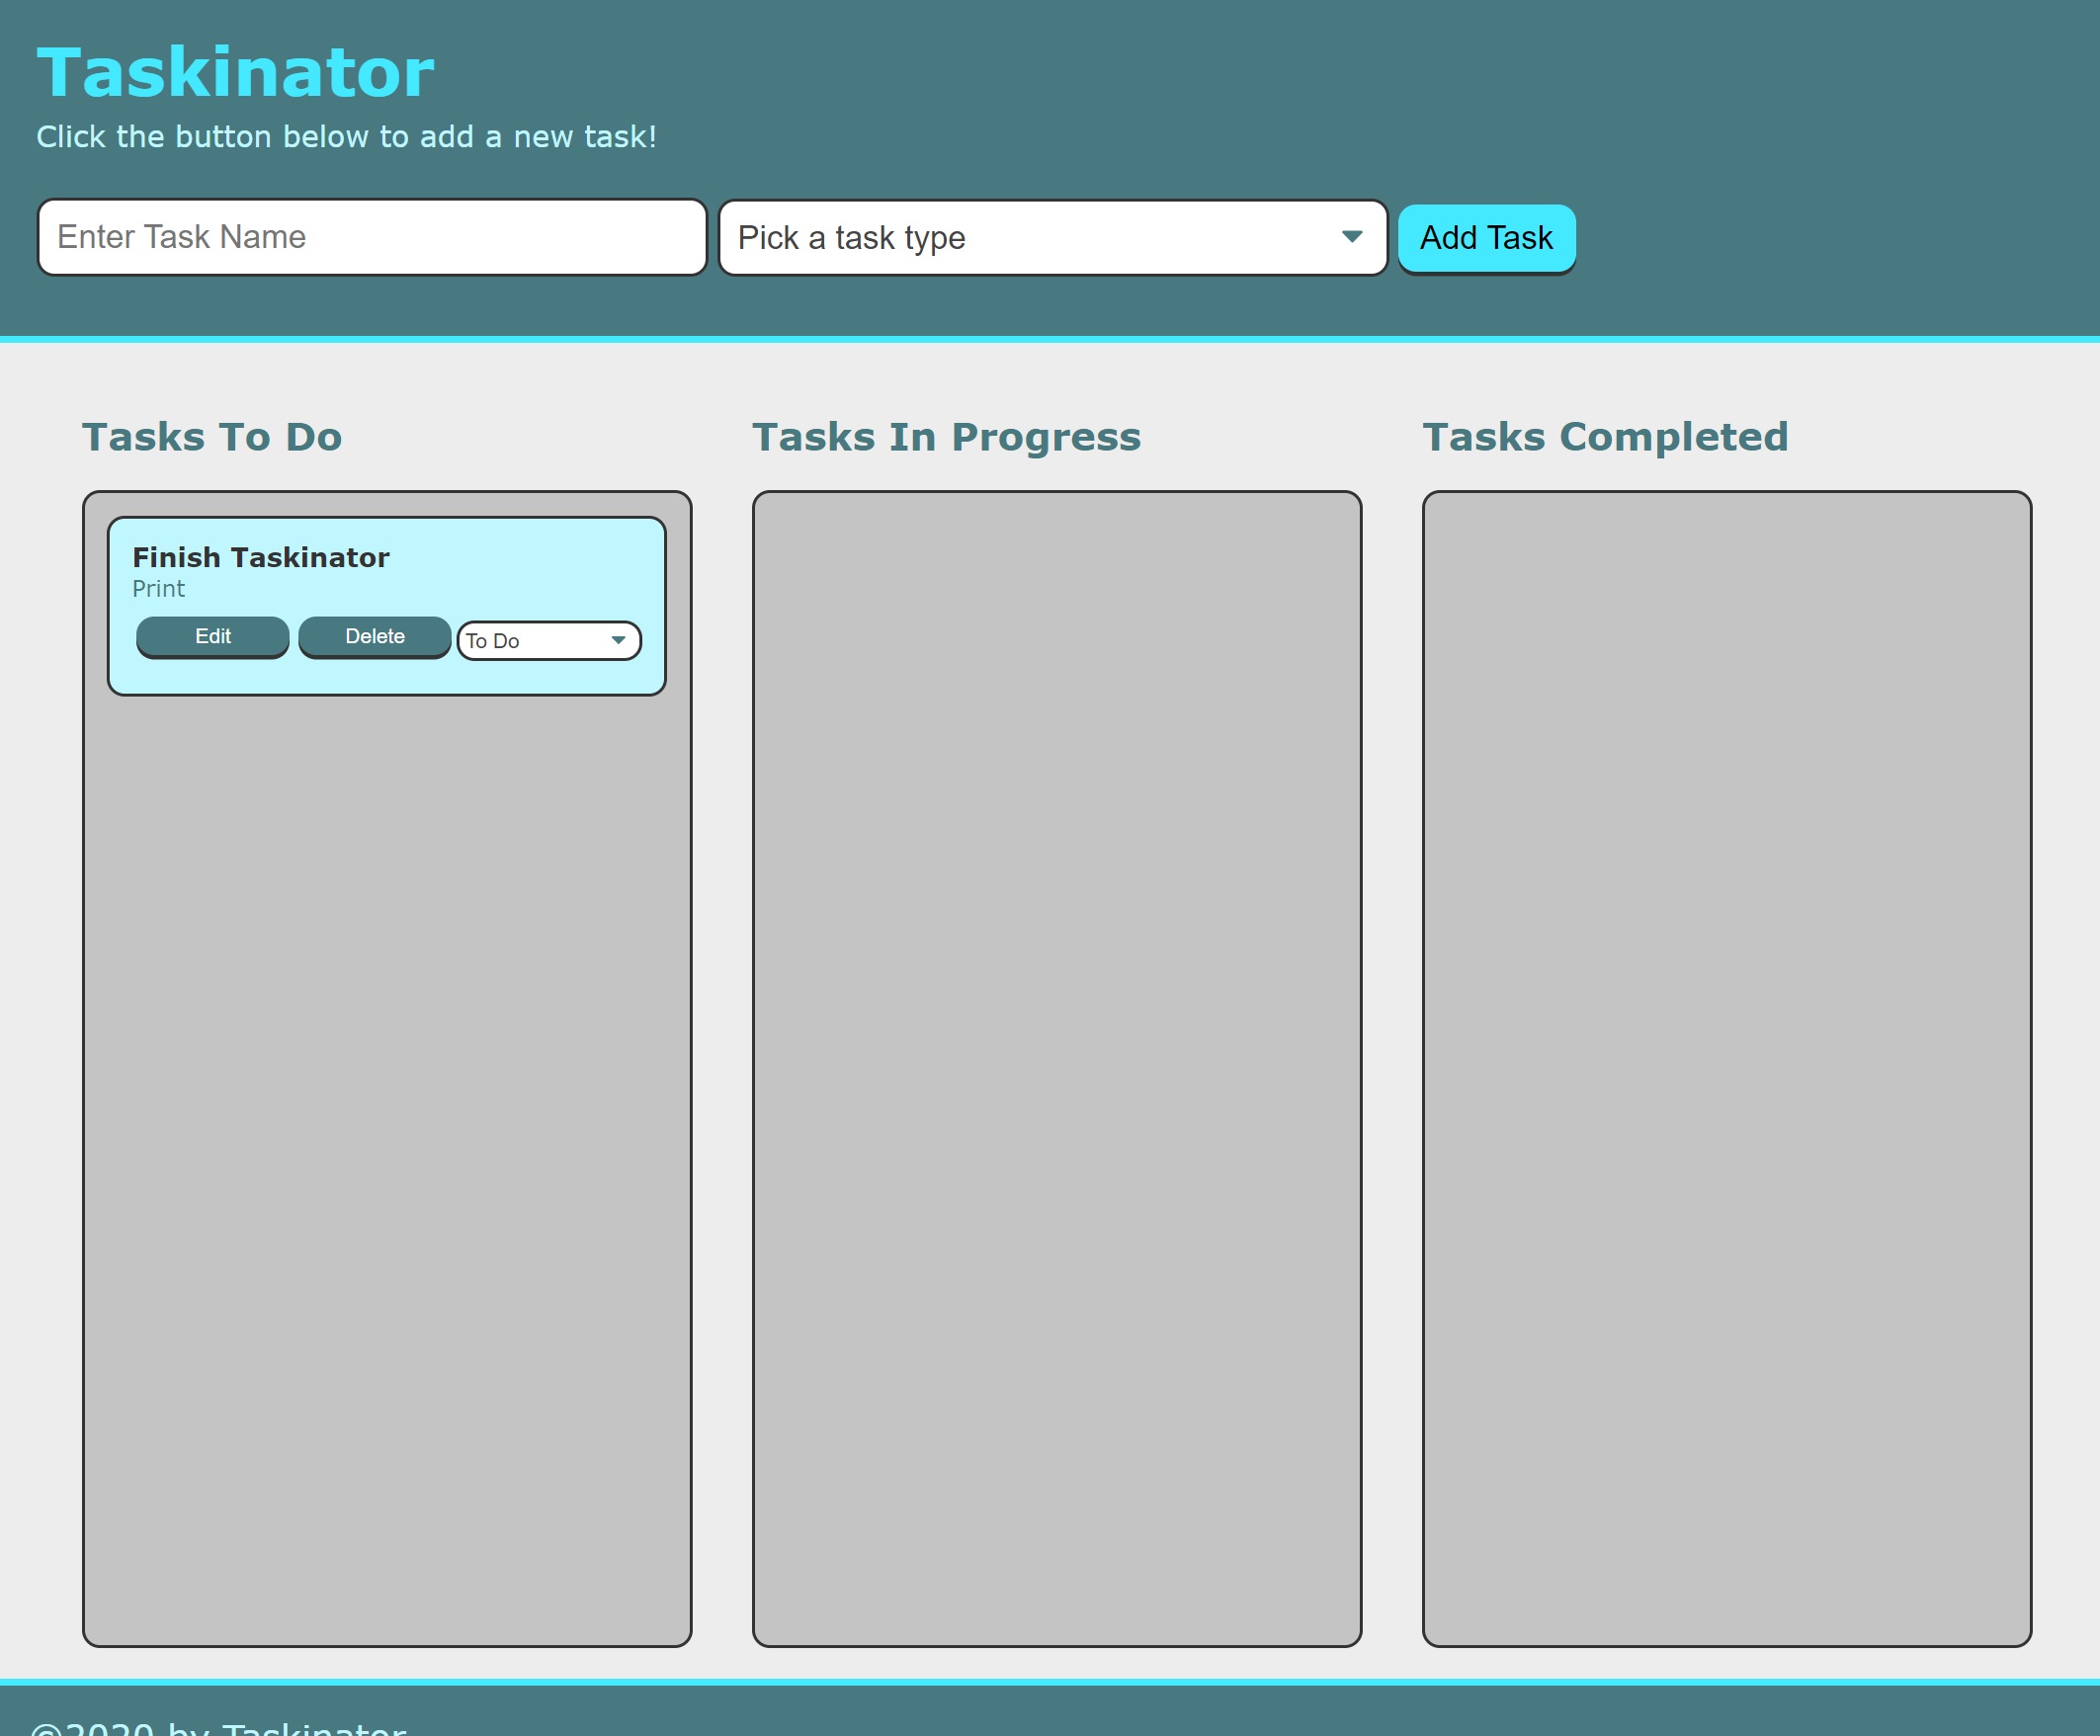 Taskinator
Click the button below to add a new task!
Enter Task Name
Pick a task type
Add Task
Tasks To Do
Tasks In Progress
Tasks Completed
Finish Taskinator
Print
Edit
Delete
To Do
©2020 by Taskinator